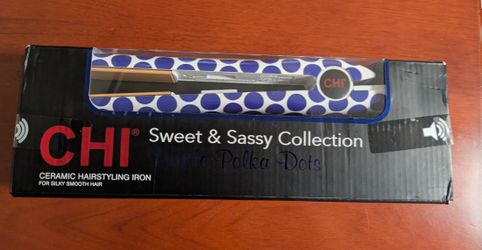 CHI
CHI®
Sweet & Sassy Collection
Polka Dots
CERAMIC HAIRSTYLING IRON
FOR SILKY SMOOTH HAIR